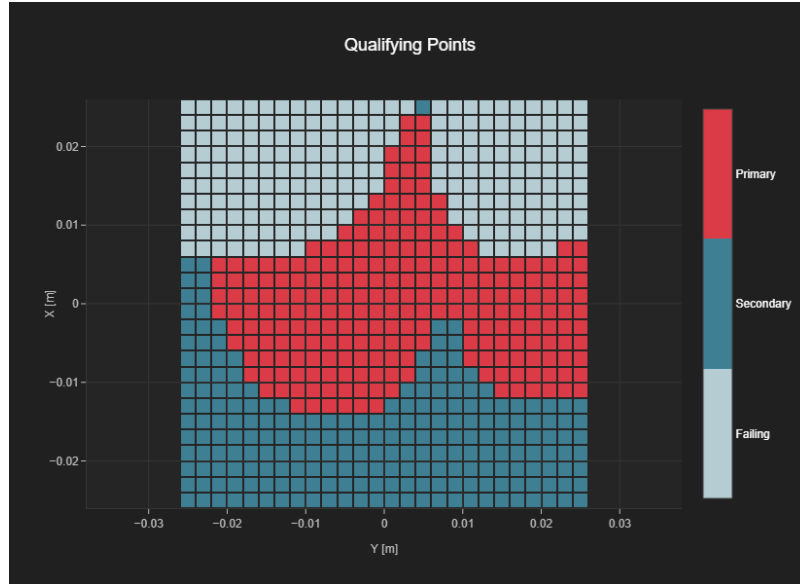 Qualifying Points
0.02
0.01
0
−0.01
−0.02
X [m]
−0.03
−0.02
−0.01
0
0.01
0.02
0.03
Y [m]
Primary
Secondary
Failing